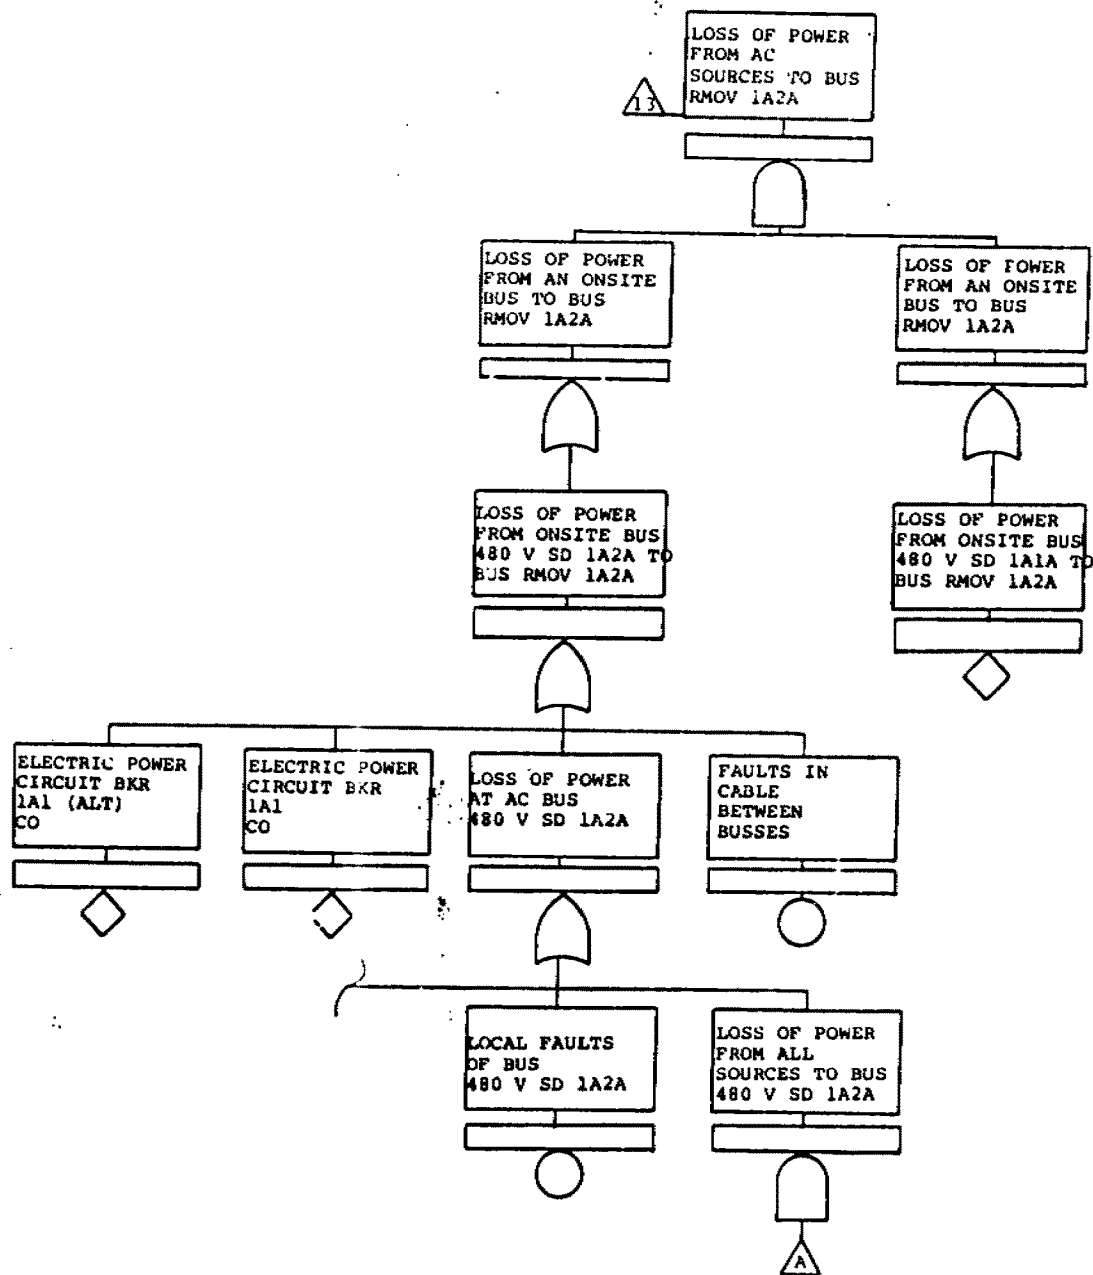 LOSS OF POWER
FROM AC
SOURCES TO BUS
RMOV 1A2A
13
LOSS OF POWER
FROM AN ONSITE
BUS TO BUS
RMOV 1A2A
LOSS OF FOWER
FROM AN ONSITE
BUS TO BUS
RMOV 1A2A
LOSS OF POWER
FROM ONSITE BUS
480 V SD 1A2A TO
BUS RMOV 1A2A
LOSS OF POWER
FROM ONSITE BUS
480 V SD 1A1A TO
BUS RMOV 1A2A
ELECTRIC POWER
CIRCUIT BKR
1A1 (ALT)
CO
ELECTRIC POWER
CIRCUIT BKR
1A1
CO
LOSS OF POWER
AT AC BUS
480 V SD 1A2A
FAULTS IN
CABLE
BETWEEN
BUSSES
LOCAL FAULTS
OF BUS
480 V SD 1A2A
LOSS OF POWER
FROM ALL
SOURCES TO BUS
480 V SD 1A2A
A